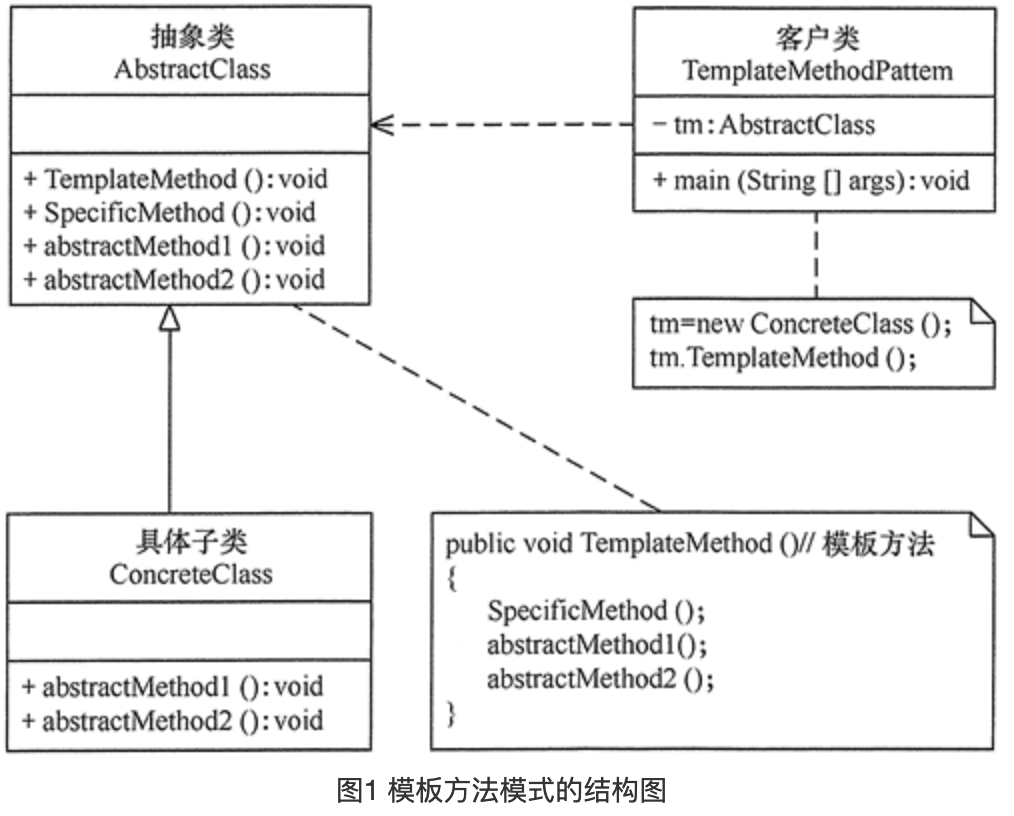 抽象类
AbstractClass
+ TemplateMethod ():void
+ SpecificMethod ():void
+ abstractMethod1 ():void
+ abstractMethod2 ():void
客户类
TemplateMethodPattem
- tm:AbstractClass
+ main (String [] args):void
tm=new ConcreteClass ();
tm.TemplateMethod ();
具体子类
ConcreteClass
+ abstractMethod1 ():void
+ abstractMethod2 ():void
public void TemplateMethod ()// 模板方法
{
SpecificMethod ();
abstractMethod1();
abstractMethod2 ();
}
图1 模板方法模式的结构图